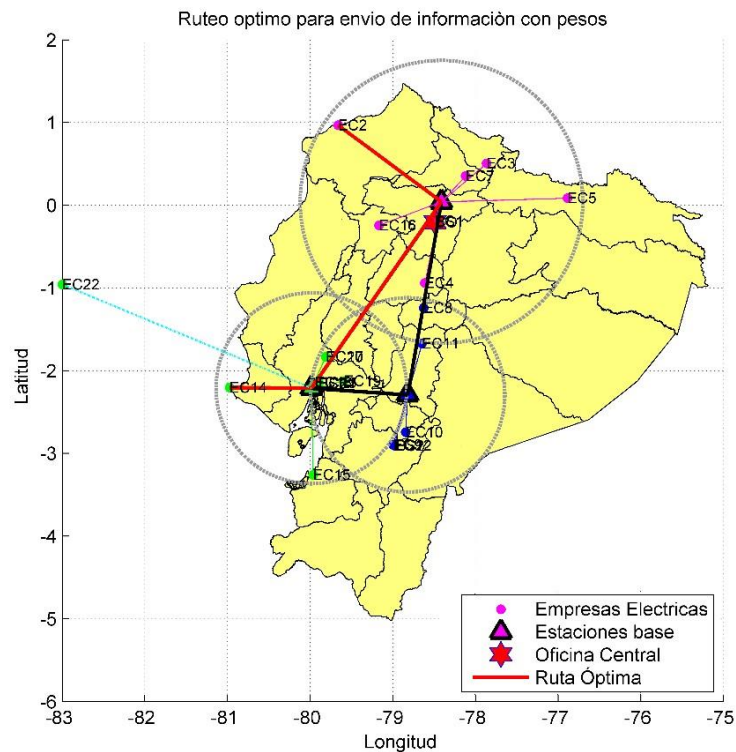 Ruteo optimo para envio de informaciòn con pesos
2
1
0
-1
-2
-3
-4
-5
-6
Latitud
EC2
EC3
EC7
EC5
EC16
EC4
EC8
EC22
EC11
EC14
EC10
EC15
-83
-82
-81
-80
-79
-78
-77
-76
-75
Longitud
Empresas Electricas
Estaciones base
Oficina Central
Ruta Óptima